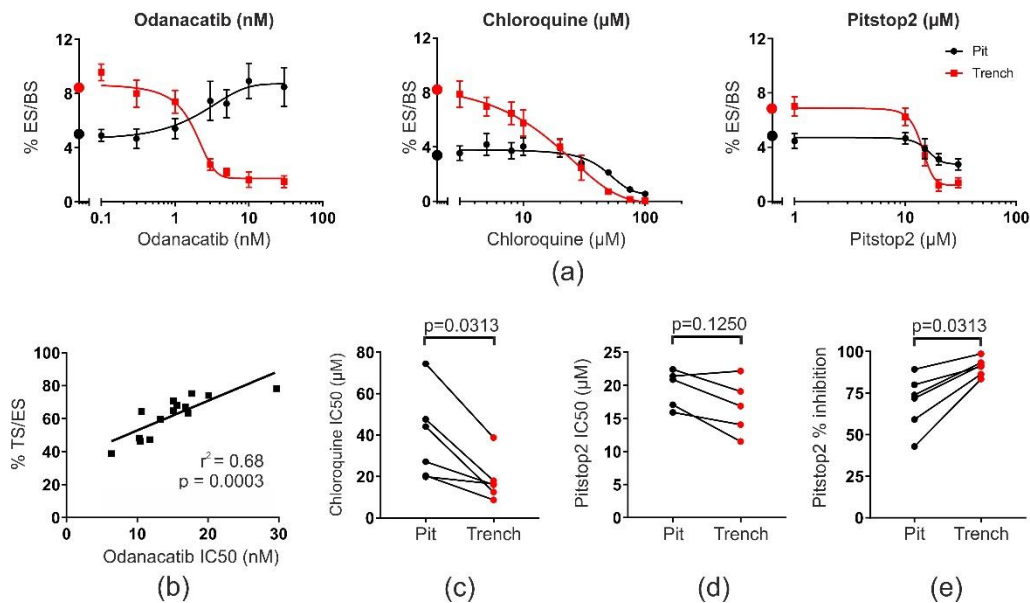 Odanacatib (nM)
12
8
4
0
% ES/BS
0.1
1
10
100
Odanacatib (nM)
Chloroquine (µM)
12
8
4
0
% ES/BS
10
100
Chloroquine (µM)
Pitstop2 (µM)
12
8
4
0
% ES/BS
1
10
100
Pitstop2 (µM)
Pit
Trench
(a)
100
80
60
40
20
0
% TS/ES
r² = 0.68
p = 0.0003
0
10
20
30
Odanacatib IC50 (nM)
(b)
p=0.0313
80
60
40
20
0
Chloroquine IC50 (µM)
Pit
Trench
(c)
p=0.1250
25
20
15
10
5
0
Pitstop2 IC50 (µM)
Pit
Trench
(d)
p=0.0313
100
75
50
25
0
Pitstop2 % inhibition
Pit
Trench
(e)